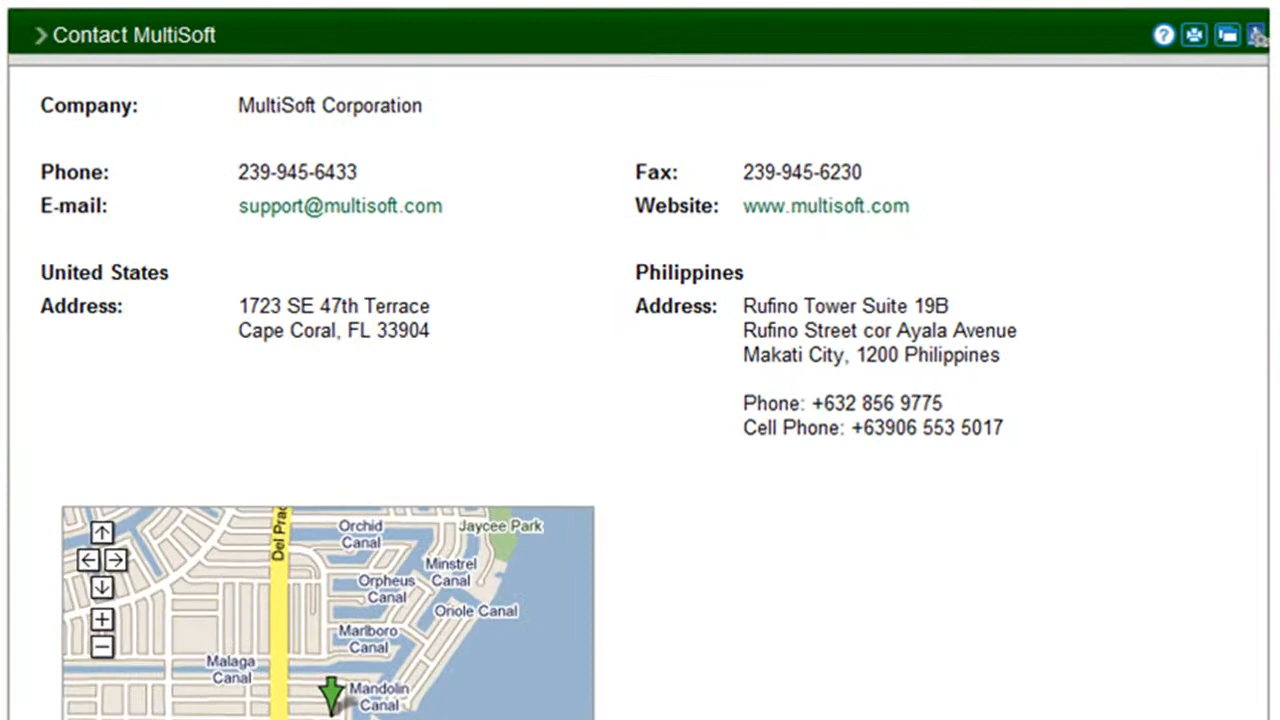 Contact MultiSoft
Company: MultiSoft Corporation
Phone: 239-945-6433 Fax: 239-945-6230
E-mail: support@multisoft.com Website: www.multisoft.com
United States Philippines
Address: 1723 SE 47th Terrace Address: Rufino Tower Suite 19B
Cape Coral, FL 33904 Rufino Street cor Ayala Avenue
Makati City, 1200 Philippines
Phone: +632 856 9775
Cell Phone: +63906 553 5017
Del Prad
Orchid
Canal
Jaycee Park
Minstrel
Canal
Orpheus
Canal
Oriole Canal
Marlboro
Canal
Malaga
Canal
Mandolin
Canal